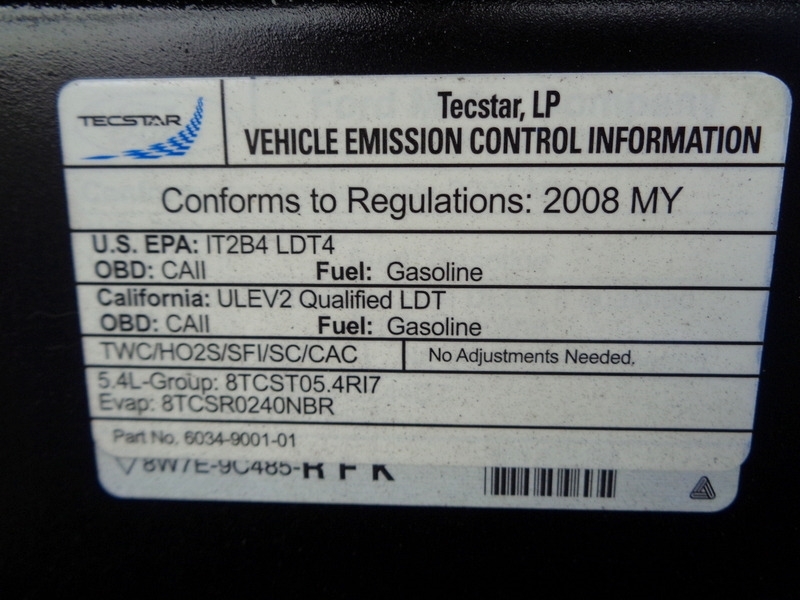 TECSTAR
Tecstar, LP
VEHICLE EMISSION CONTROL INFORMATION
Conforms to Regulations: 2008 MY
U.S. EPA: IT2B4 LDT4
OBD: CAII Fuel: Gasoline
California: ULEV2 Qualified LDT
OBD: CAII Fuel: Gasoline
TWC/HO2S/SFI/SC/CAC No Adjustments Needed.
5.4L-Group: 8TCST05.4RI7
Evap: 8TCSR0240NBR
Part No. 6034-9001-01
8W7E-9C485-